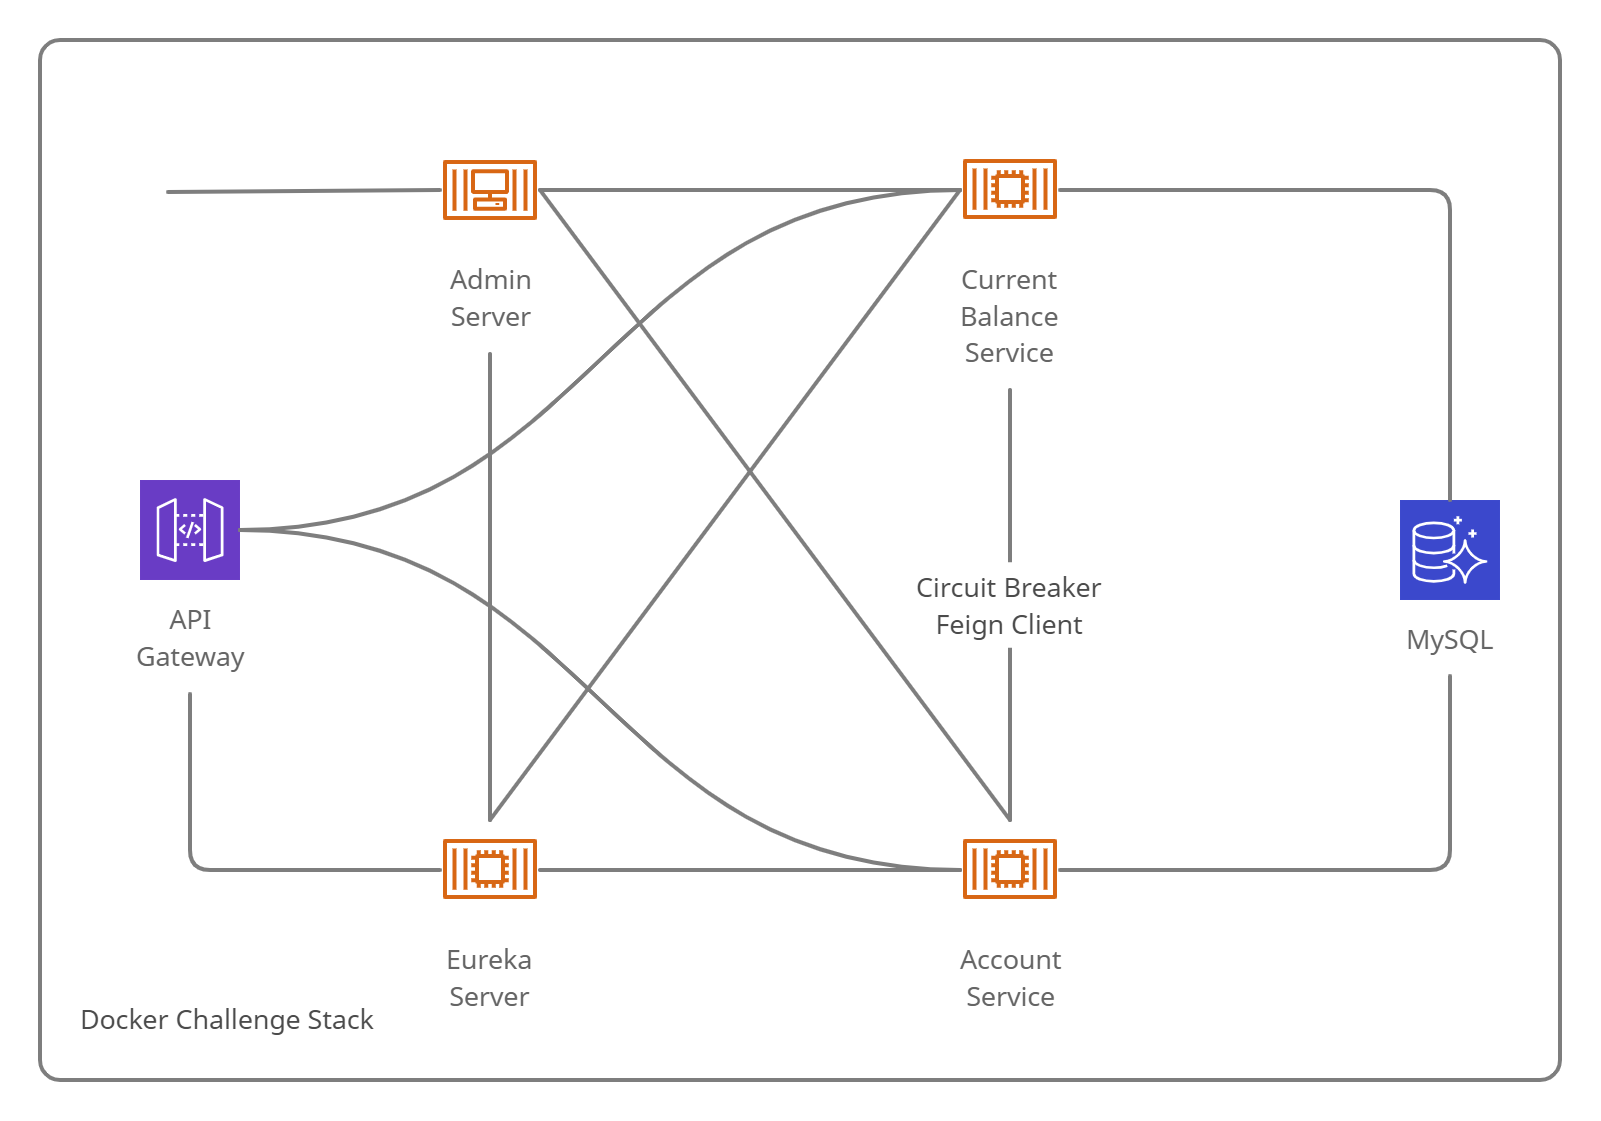 Admin
Server
Current
Balance
Service
</>
API
Gateway
Circuit Breaker
Feign Client
MySQL
Eureka
Server
Account
Service
Docker Challenge Stack